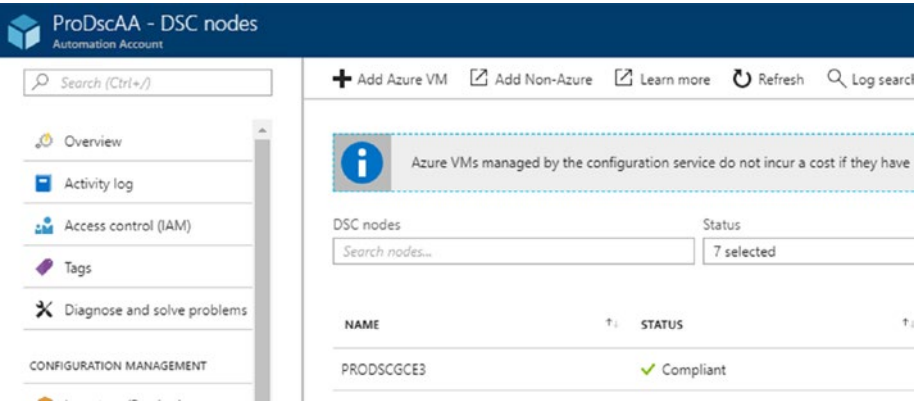 ProDscAA - DSC nodes
Automation Account
Search (Ctrl+/)
Overview
Activity log
Access control (IAM)
Tags
Diagnose and solve problems
CONFIGURATION MANAGEMENT
Add Azure VM Add Non-Azure Learn more Refresh Log search
Azure VMs managed by the configuration service do not incur a cost if they have
DSC nodes Status
Search nodes... 7 selected
NAME STATUS
PRODSCGCE3 Compliant